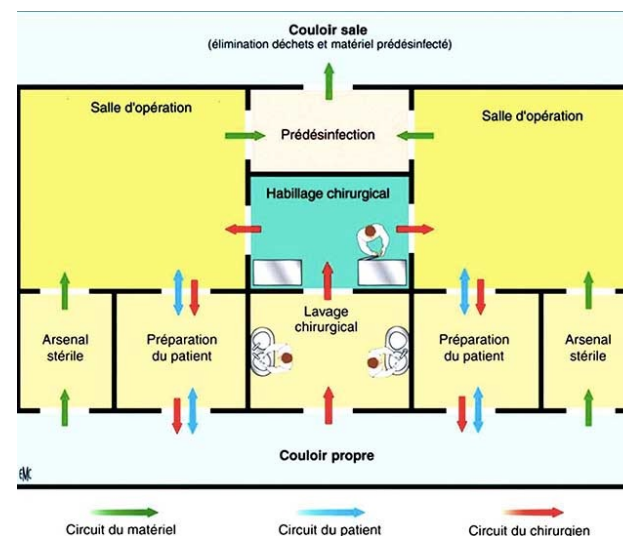 Couloir sale
(élimination déchets et matériel prédésinfecté)
Salle d'opération
Prédésinfection
Salle d'opération
Habillage chirurgical
Arsenal
stérile
Préparation
du patient
Lavage
chirurgical
Préparation
du patient
Arsenal
stérile
Couloir propre
EMC
Circuit du matériel
Circuit du patient
Circuit du chirurgien